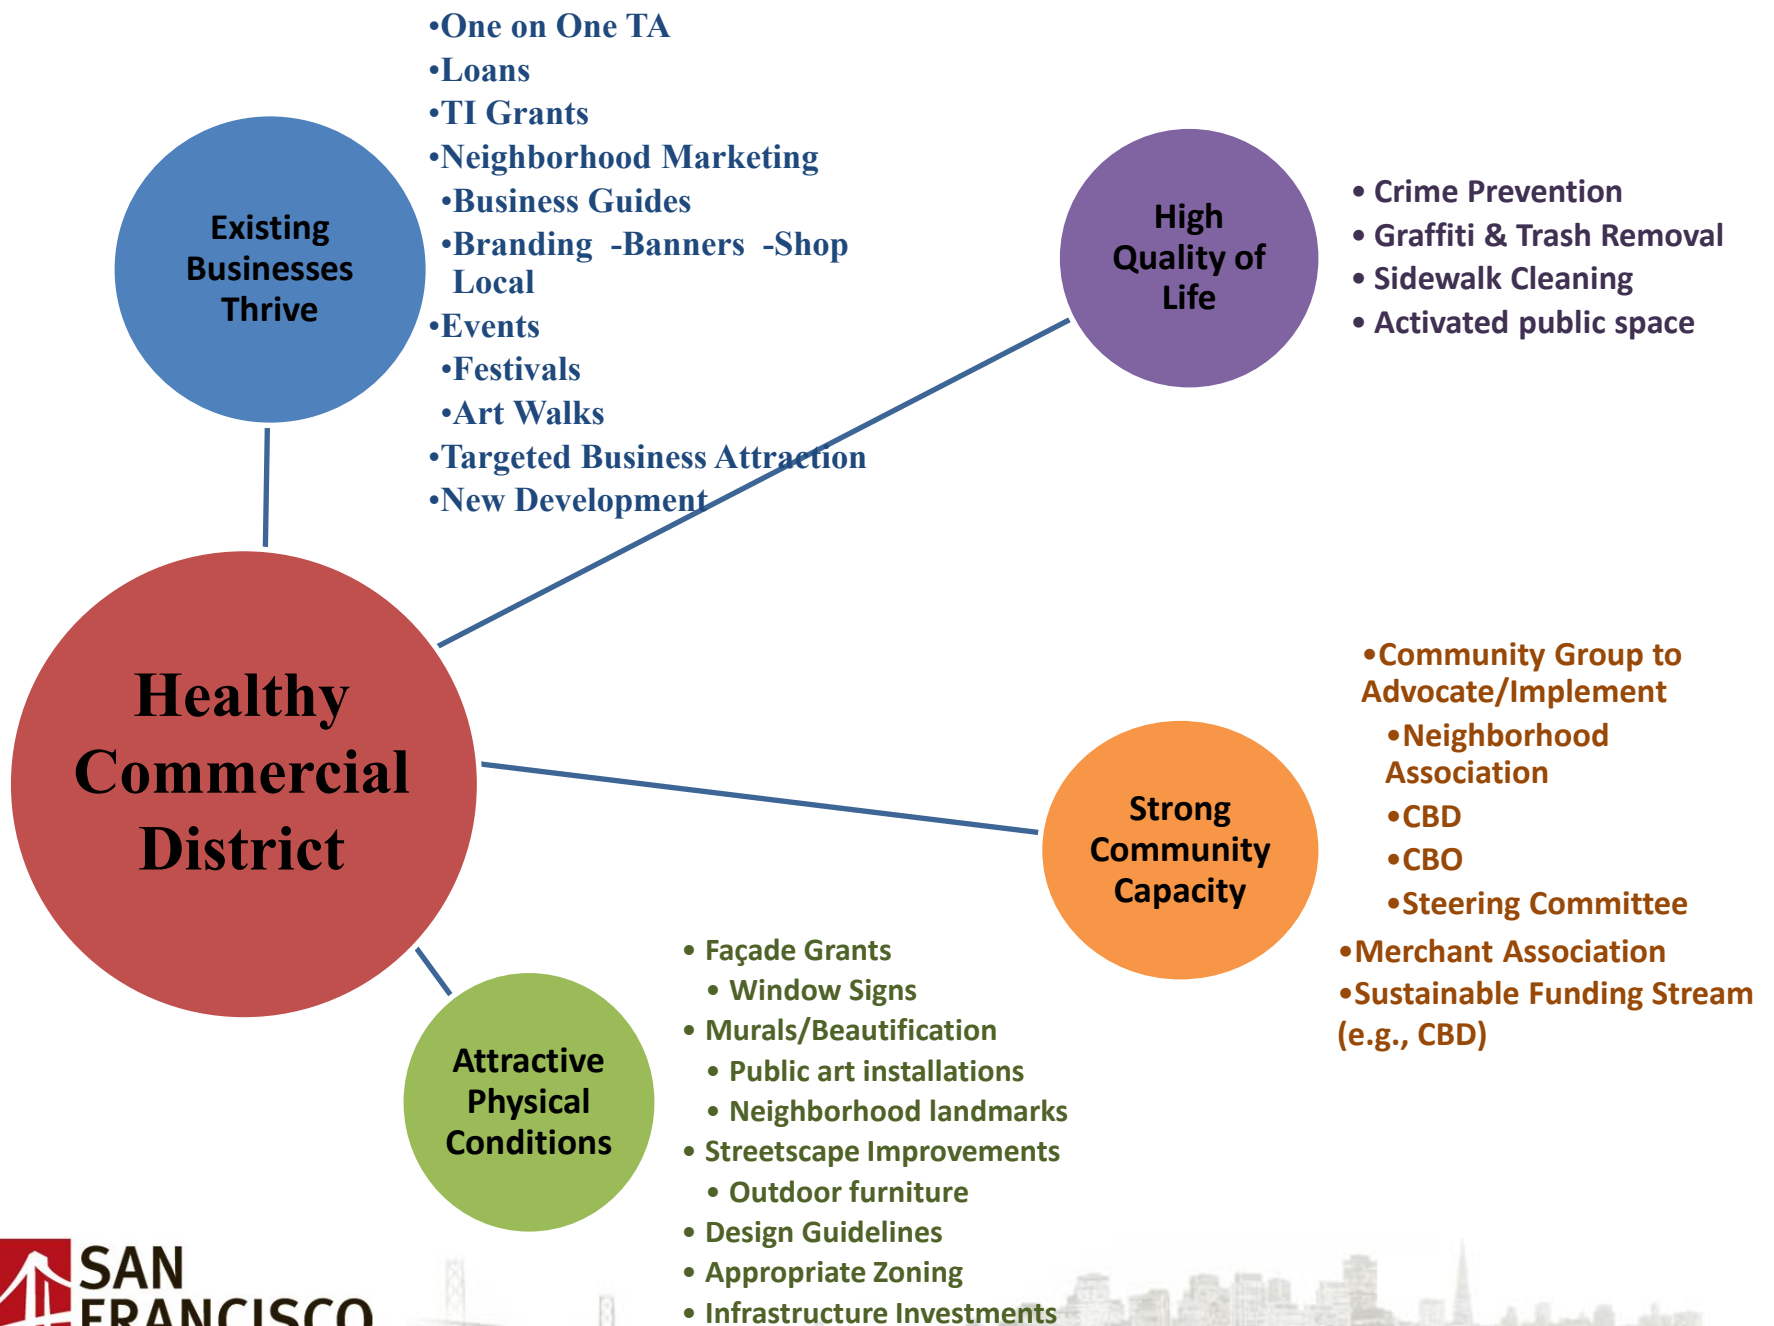 •One on One TA
•Loans
•TI Grants
•Neighborhood Marketing
•Business Guides
•Branding -Banners -Shop
Local
•Events
•Festivals
•Art Walks
•Targeted Business Attraction
•New Development
Existing
Businesses
Thrive
High
Quality of
Life
• Crime Prevention
• Graffiti & Trash Removal
• Sidewalk Cleaning
• Activated public space
Healthy
Commercial
District
Strong
Community
Capacity
•Community Group to
Advocate/Implement
•Neighborhood
Association
•CBD
•CBO
•Steering Committee
•Merchant Association
•Sustainable Funding Stream
(e.g., CBD)
Attractive
Physical
Conditions
• Façade Grants
• Window Signs
• Murals/Beautification
• Public art installations
• Neighborhood landmarks
• Streetscape Improvements
• Outdoor furniture
• Design Guidelines
• Appropriate Zoning
• Infrastructure Investments
SAN
FRANCISCO